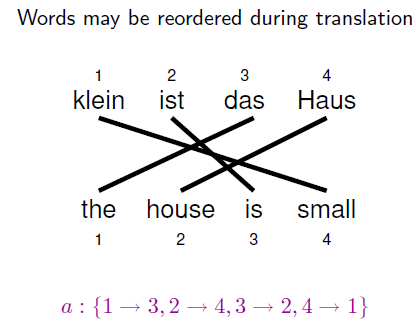 Words may be reordered during translation
1 2 3 4
klein ist das Haus
the house is small
1 2 3 4
a : {1 → 3, 2 → 4, 3 → 2, 4 → 1}